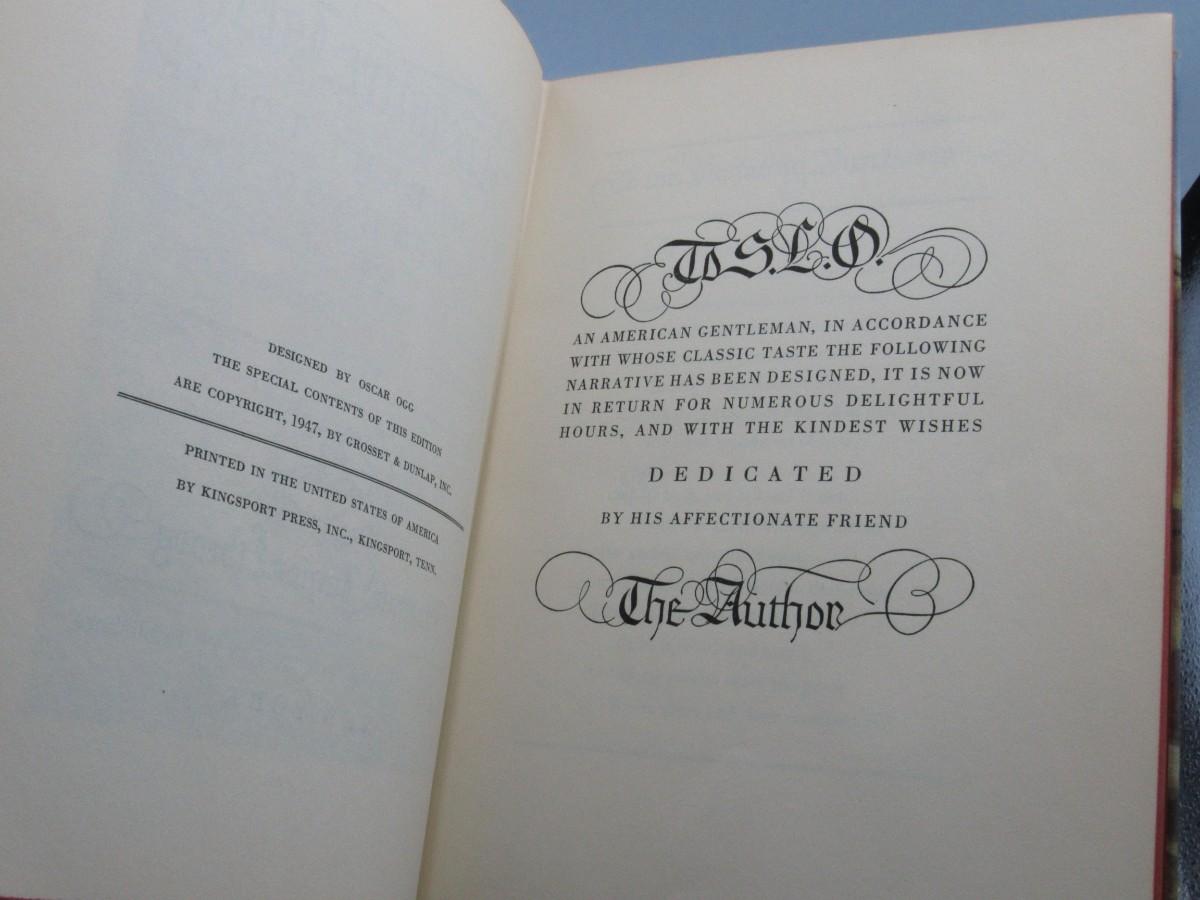 DESIGNED BY OSCAR OGG
THE SPECIAL CONTENTS OF THIS EDITION
ARE COPYRIGHT, 1947, BY GROSSET & DUNLAP, INC.
PRINTED IN THE UNITED STATES OF AMERICA
BY KINGSPORT PRESS, INC., KINGSPORT, TENN.
To S.L.O.
AN AMERICAN GENTLEMAN, IN ACCORDANCE
WITH WHOSE CLASSIC TASTE THE FOLLOWING
NARRATIVE HAS BEEN DESIGNED, IT IS NOW
IN RETURN FOR NUMEROUS DELIGHTFUL
HOURS, AND WITH THE KINDEST WISHES
DEDICATED
BY HIS AFFECTIONATE FRIEND
The Author